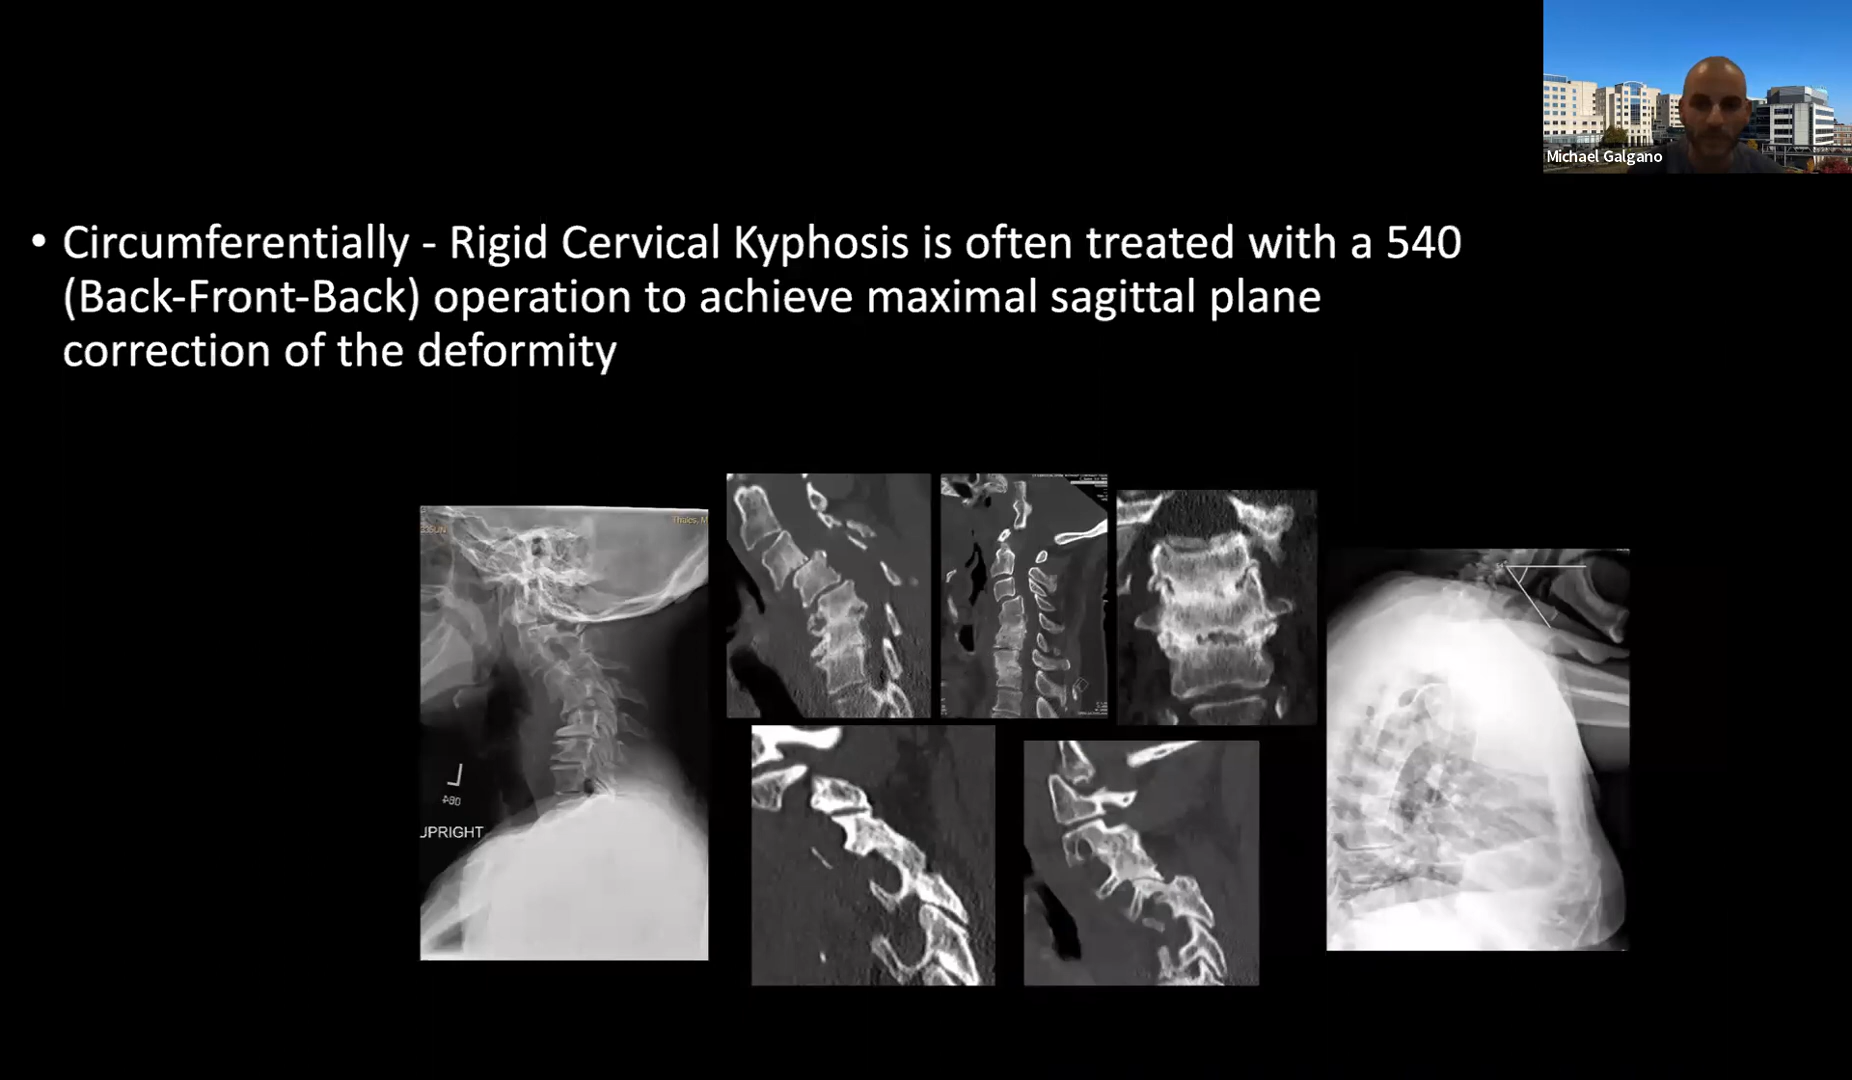 Michael Galgano
• Circumferentially - Rigid Cervical Kyphosis is often treated with a 540
(Back-Front-Back) operation to achieve maximal sagittal plane
correction of the deformity
JPRIGHT